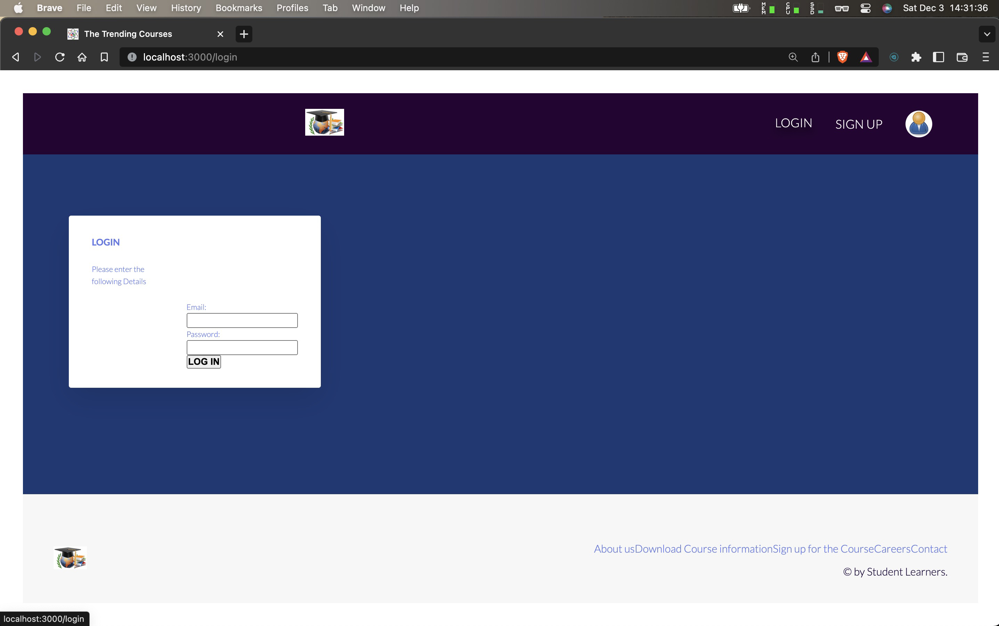 Brave File Edit View History Bookmarks Profiles Tab Window Help MEM CPU SSD Sat Dec 3 14:31:36
The Trending Courses
localhost:3000/login
LOGIN SIGN UP
LOGIN
Please enter the
following Details
Email:
Password:
LOG IN
About usDownload Course informationSign up for the CourseCareersContact
© by Student Learners.
localhost:3000/login